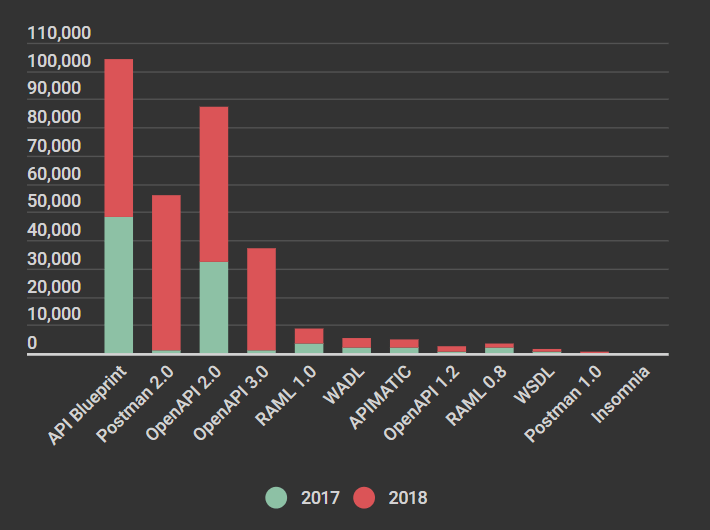 110,000
100,000
90,000
80,000
70,000
60,000
50,000
40,000
30,000
20,000
10,000
0
API Blueprint
Postman 2.0
OpenAPI 2.0
OpenAPI 3.0
RAML 1.0
WADL
APIMATIC
OpenAPI 1.2
RAML 0.8
WSDL
Postman 1.0
Insomnia
2017 2018